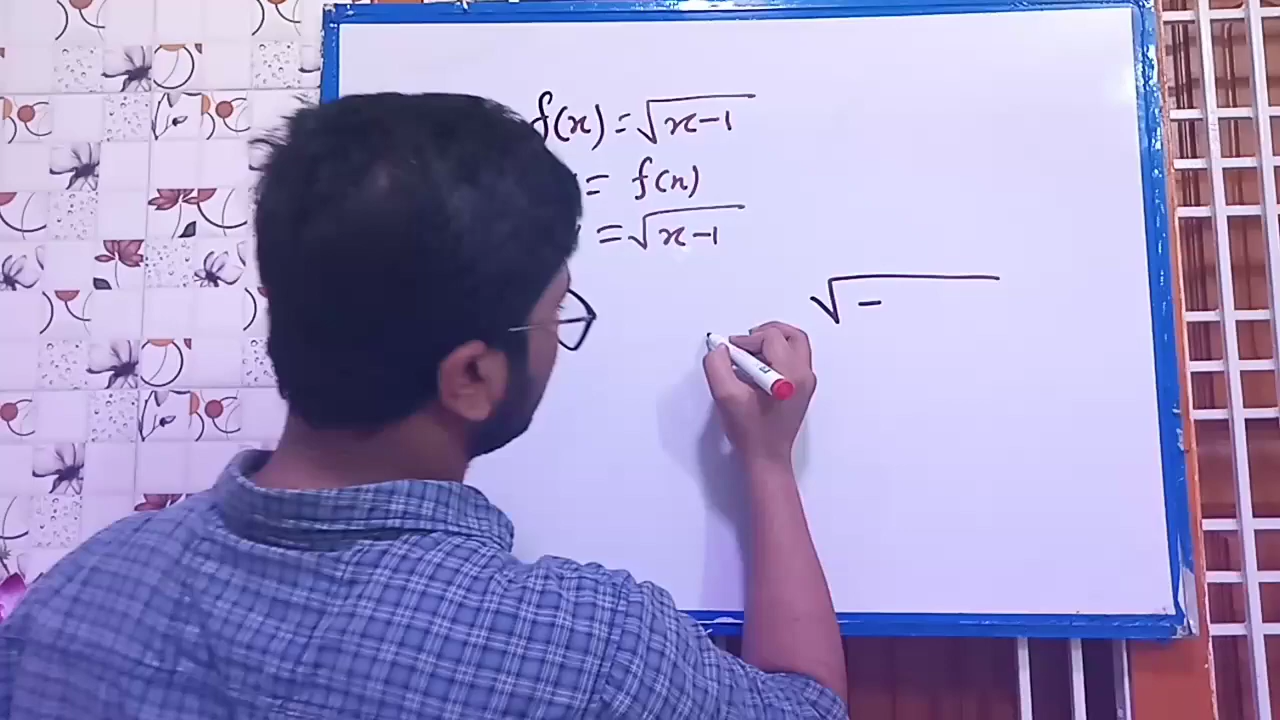 f(x) = √x-1
= f(x)
= √x-1
√-